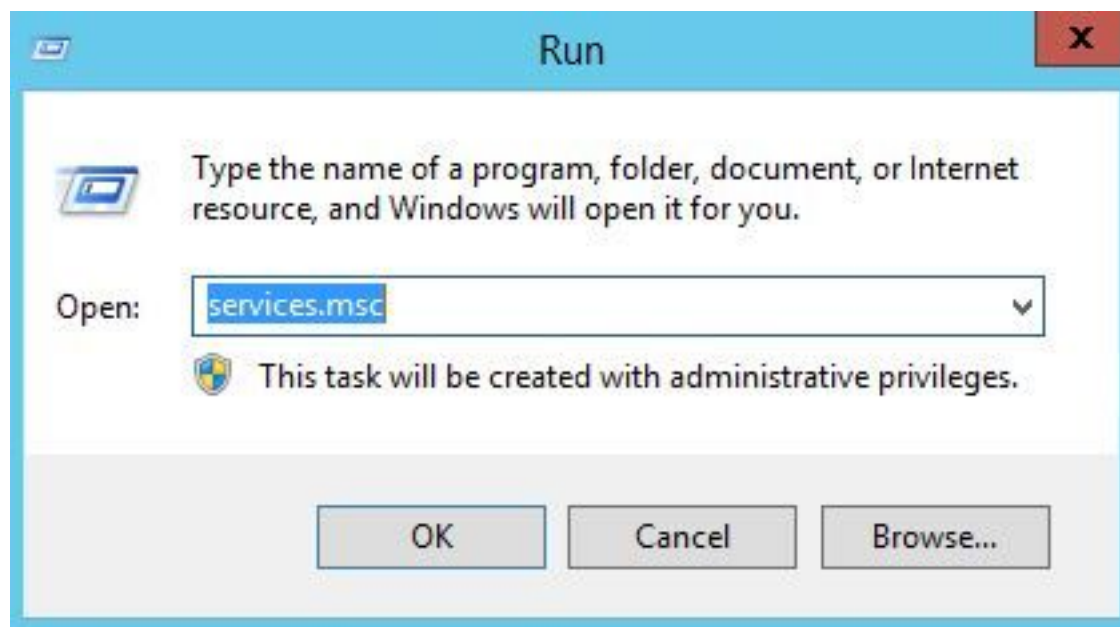 Run
x
Type the name of a program, folder, document, or Internet
resource, and Windows will open it for you.
Open:
services.msc
This task will be created with administrative privileges.
OK
Cancel
Browse...